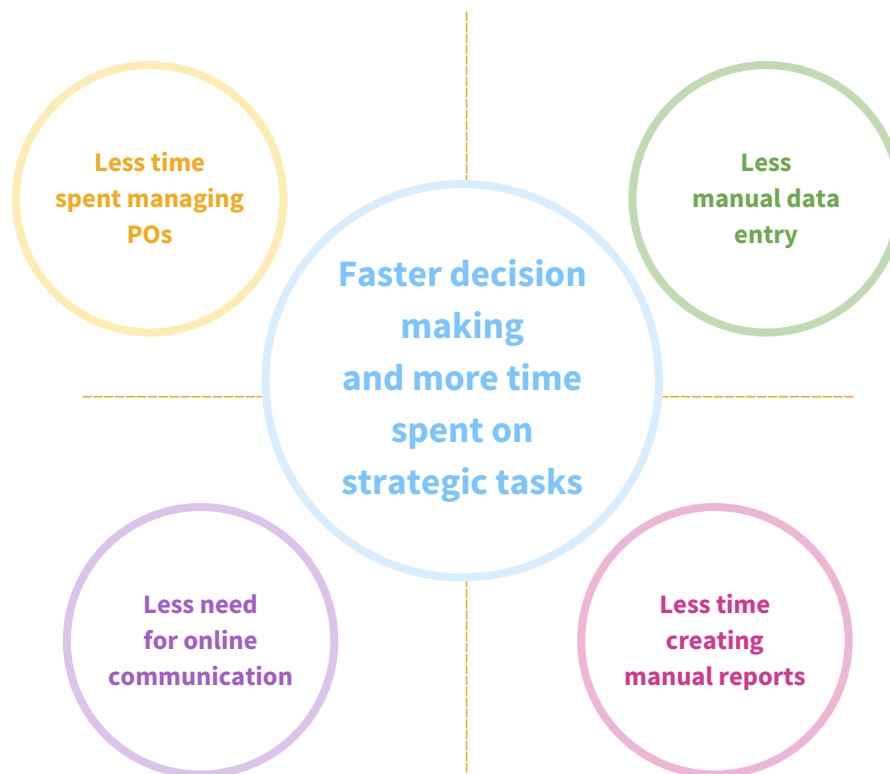 Less time
spent managing
POs
Less
manual data
entry
Faster decision
making
and more time
spent on
strategic tasks
Less need
for online
communication
Less time
creating
manual reports